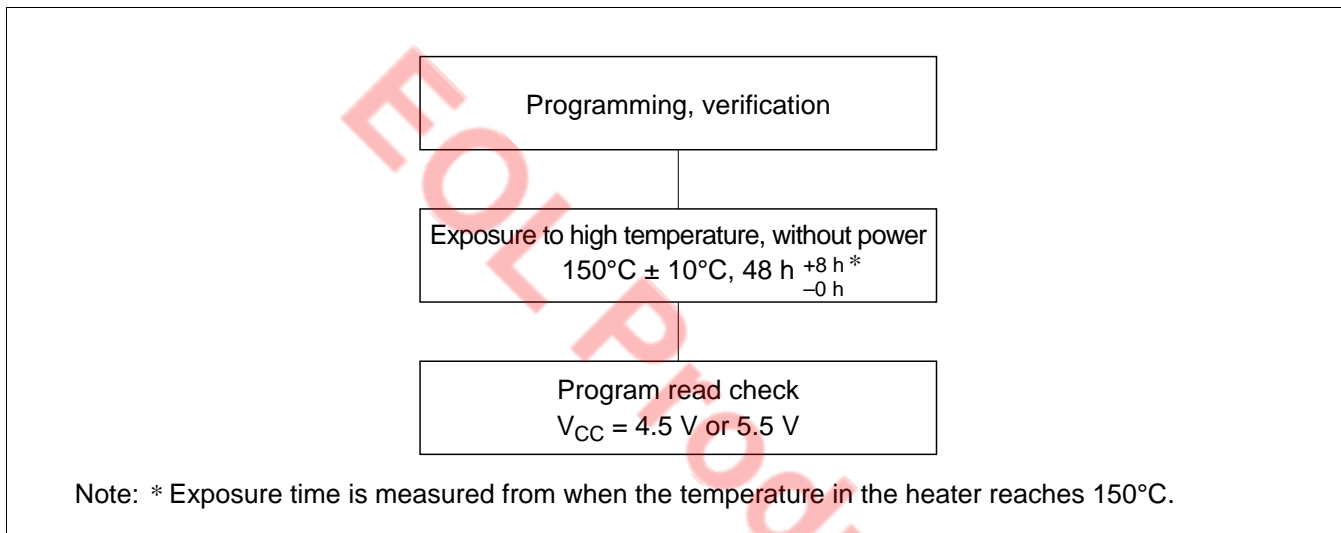 Programming, verification
Exposure to high temperature, without power
150°C ± 10°C, 48 h +8 h *
−0 h
Program read check
VCC = 4.5 V or 5.5 V
Note: * Exposure time is measured from when the temperature in the heater reaches 150°C.
EOL Prod